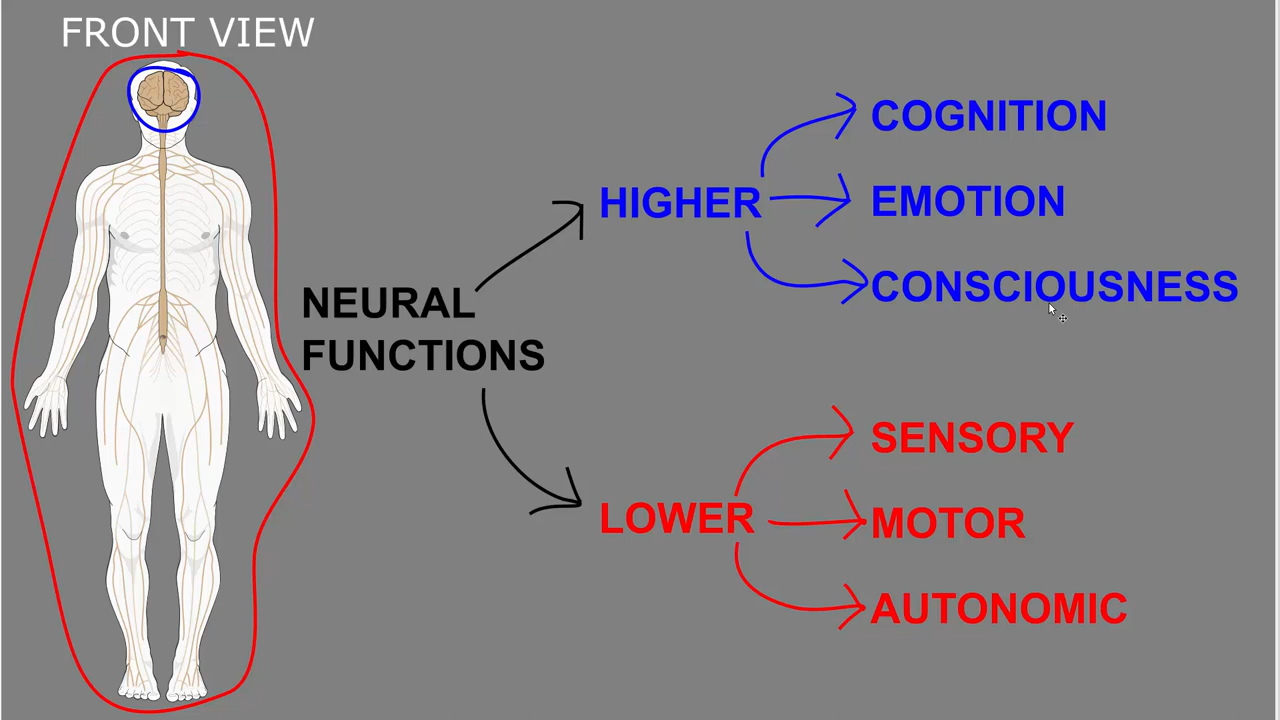 FRONT VIEW
NEURAL
FUNCTIONS
HIGHER
COGNITION
EMOTION
CONSCIOUSNESS
LOWER
SENSORY
MOTOR
AUTONOMIC